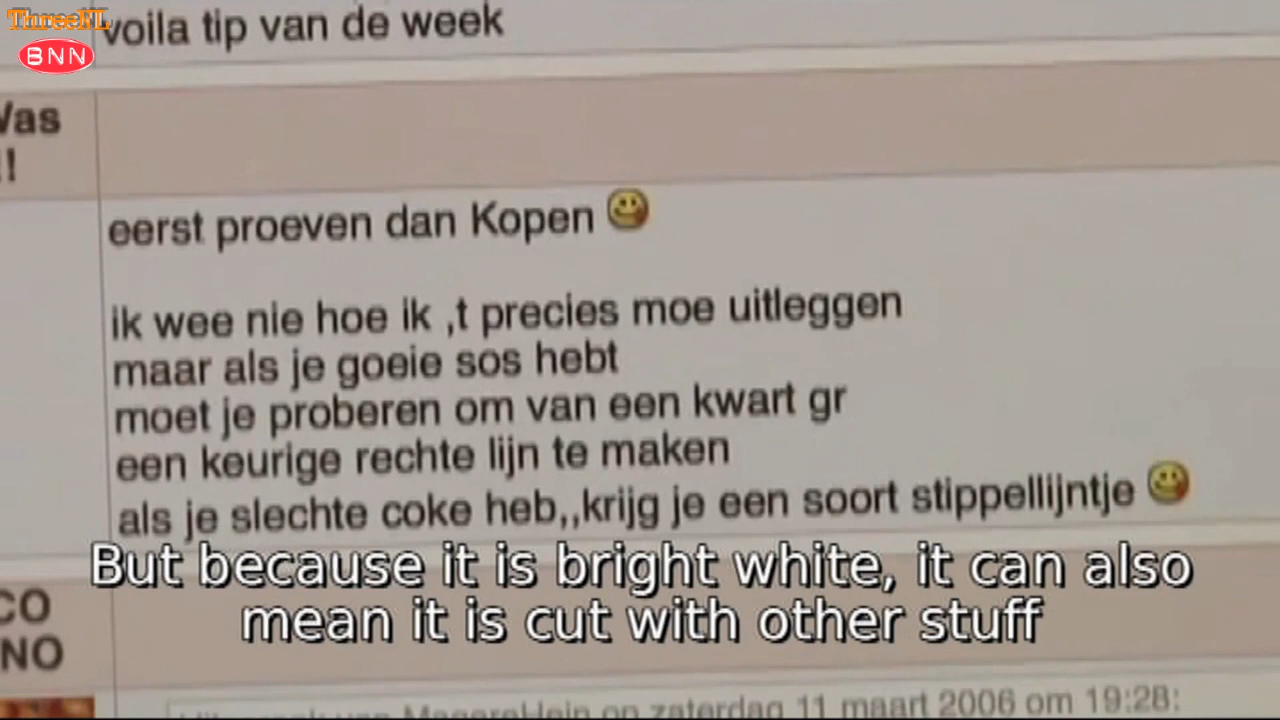 ThreeNL
BNN
voila tip van de week
Was
!!
eerst proeven dan Kopen
ik wee nie hoe ik ,t precies moe uitleggen
maar als je goeie sos hebt
moet je proberen om van een kwart gr
een keurige rechte lijn te maken
als je slechte coke heb,,krijg je een soort stippellijntje
But because it is bright white, it can also
mean it is cut with other stuff
CO
NO
op zaterdag 11 maart 2006 om 19:28: